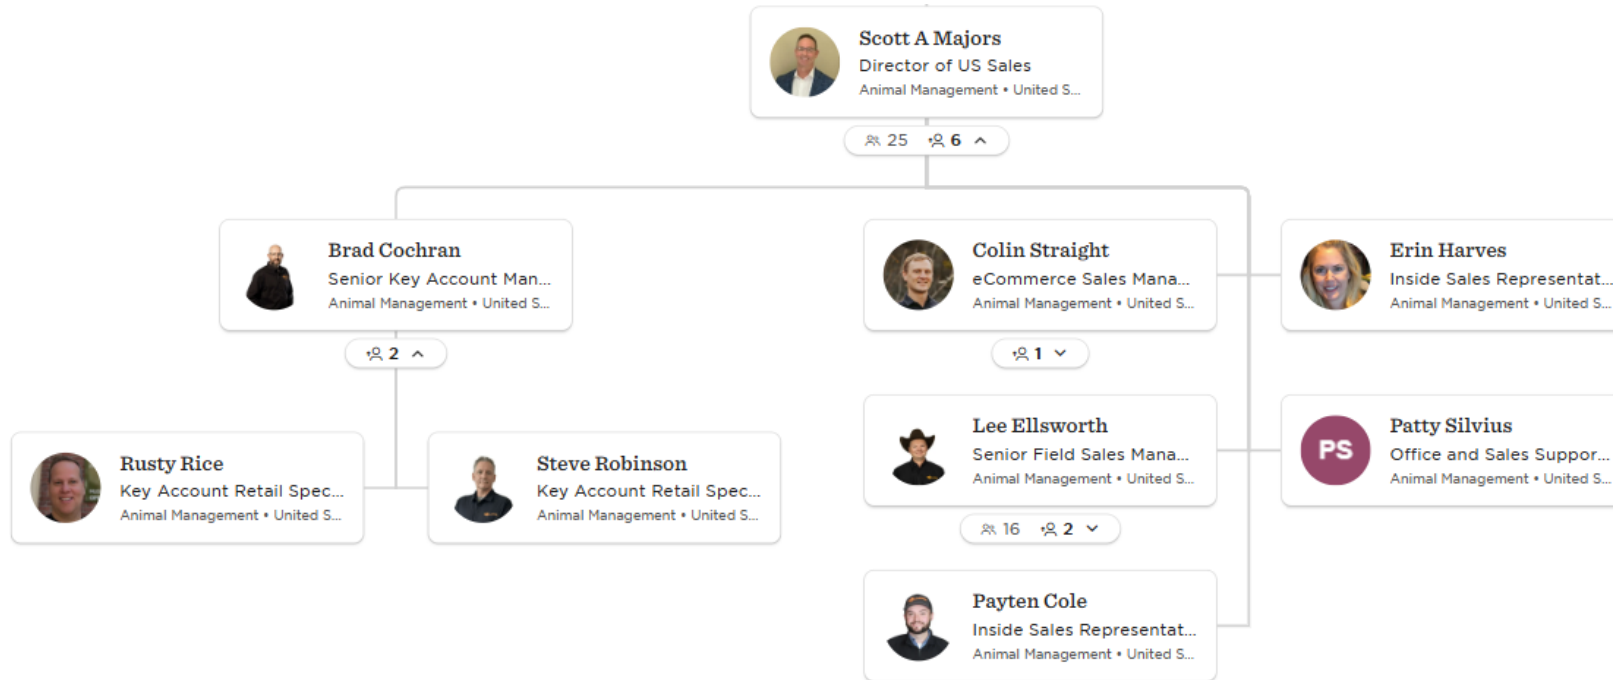 Scott A Majors
Director of US Sales
Animal Management • United S...
25 6
Brad Cochran
Senior Key Account Man...
Animal Management • United S...
2
Colin Straight
eCommerce Sales Mana...
Animal Management • United S...
1
Erin Harves
Inside Sales Representat...
Animal Management • United S...
Rusty Rice
Key Account Retail Spec...
Animal Management • United S...
Steve Robinson
Key Account Retail Spec...
Animal Management • United S...
Lee Ellsworth
Senior Field Sales Mana...
Animal Management • United S...
16 2
PS
Patty Silvius
Office and Sales Suppor...
Animal Management • United S...
Payten Cole
Inside Sales Representat...
Animal Management • United S...